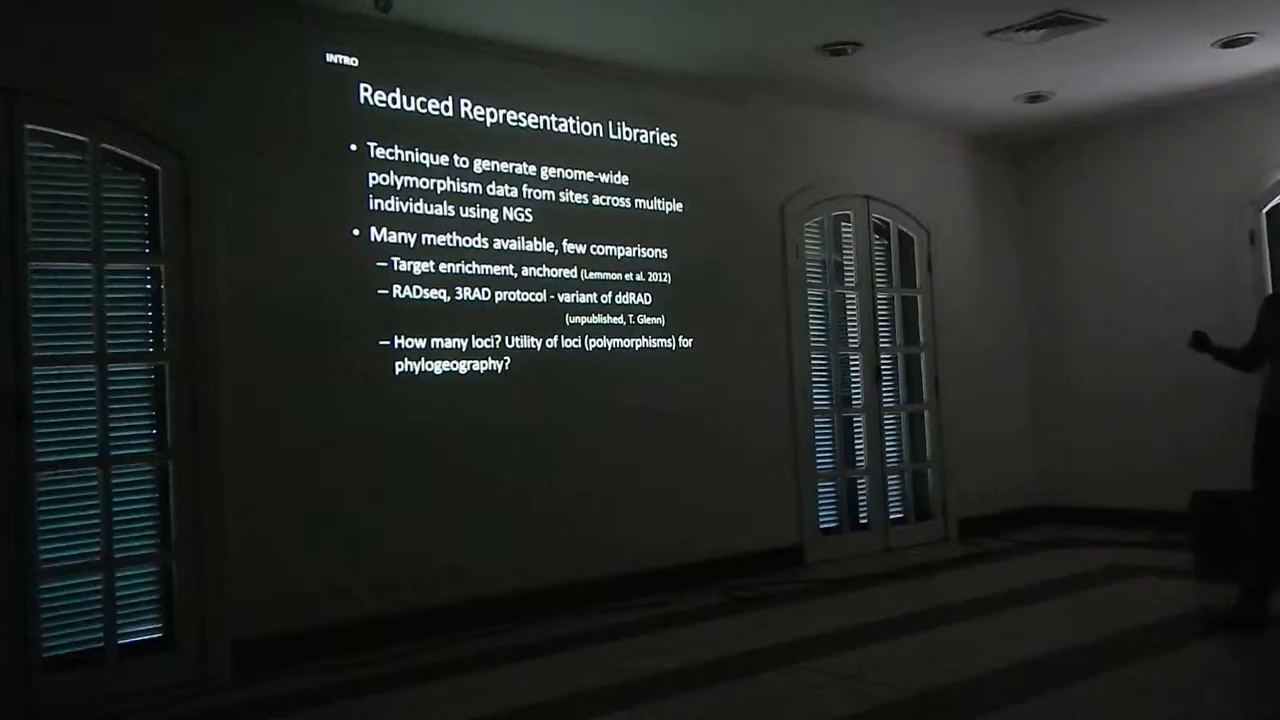 INTRO
Reduced Representation Libraries
• Technique to generate genome-wide
polymorphism data from sites across multiple
individuals using NGS
• Many methods available, few comparisons
– Target enrichment, anchored (Lemmon et al. 2012)
– RADseq, 3RAD protocol - variant of ddRAD
(unpublished, T. Glenn)
– How many loci? Utility of loci (polymorphisms) for
phylogeography?